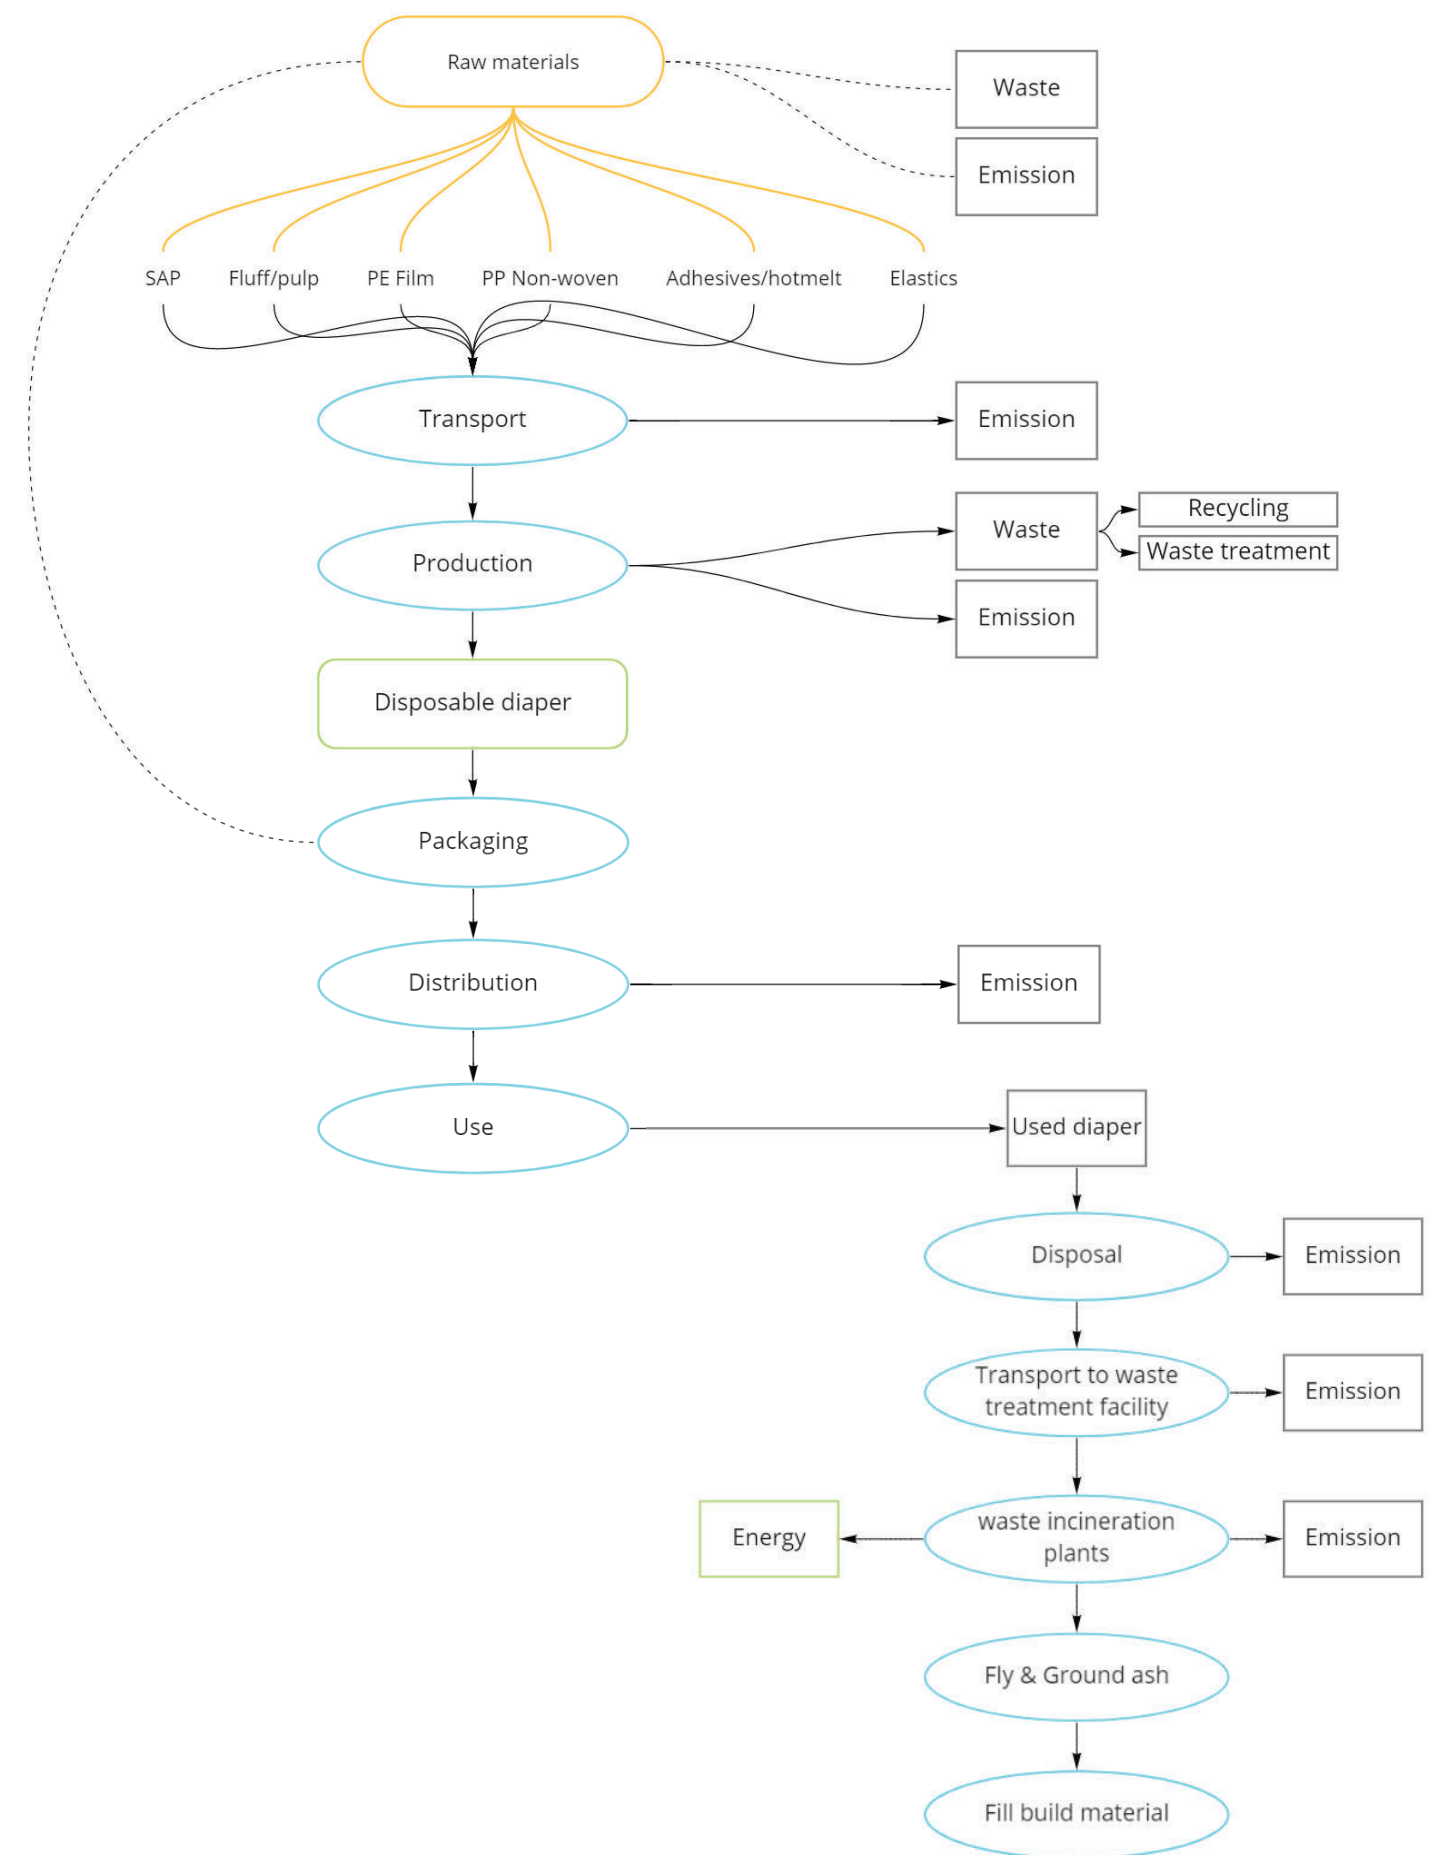 Raw materials
Waste
Emission
SAP
Fluff/pulp
PE Film
PP Non-woven
Adhesives/hotmelt
Elastics
Transport
Emission
Production
Waste
Recycling
Waste treatment
Emission
Disposable diaper
Packaging
Distribution
Emission
Use
Used diaper
Disposal
Emission
Transport to waste
treatment facility
Emission
Energy
waste incineration
plants
Emission
Fly & Ground ash
Fill build material